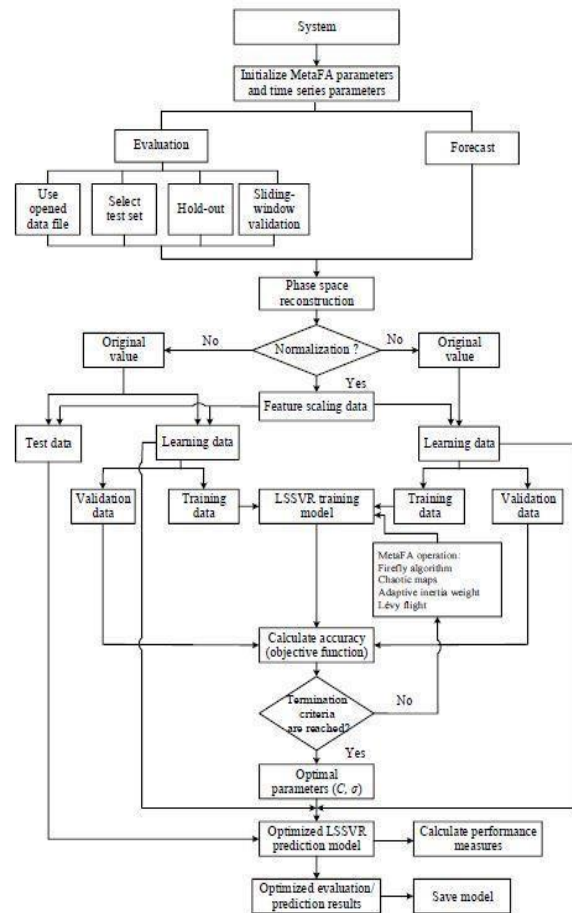 System
Initialize MetaFA parameters
and time series parameters
Evaluation
Forecast
Use
opened
data file
Select
test set
Hold-out
Sliding-
window
validation
Phase space
reconstruction
Original
value
No
Normalization ?
No
Original
value
Yes
Feature scaling data
Test data
Learning data
Learning data
Validation
data
Training
data
LSSVR training
model
Training
data
Validation
data
MetaFA operation:
Firefly algorithm
Chaotic maps
Adaptive inertia weight
Lévy flight
Calculate accuracy
(objective function)
Termination
criteria
are reached?
No
Yes
Optimal
parameters (C, σ)
Optimized LSSVR
prediction model
Calculate performance
measures
Optimized evaluation/
prediction results
Save model